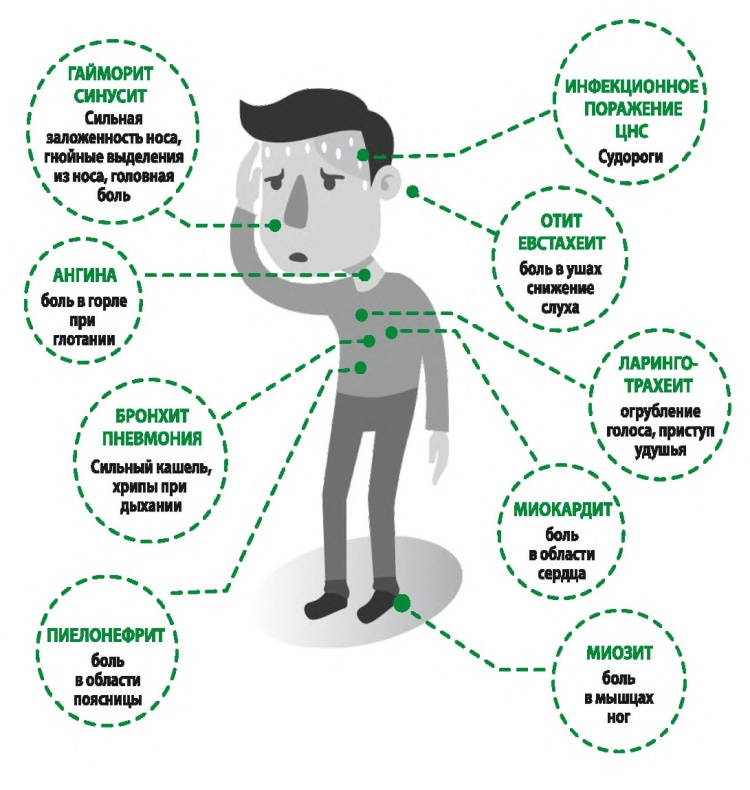 ГАЙМОРИТ
СИНУСИТ
Сильная
заложенность носа,
гнойные выделения
из носа, головная
боль
ИНФЕКЦИОННОЕ
ПОРАЖЕНИЕ
ЦНС
Судороги
ОТИТ
ЕВСТАХЕИТ
боль в ушах
снижение
слуха
АНГИНА
боль в горле
при
глотании
ЛАРИНГО-
ТРАХЕИТ
огрубление
голоса, приступ
удушья
БРОНХИТ
ПНЕВМОНИЯ
Сильный кашель,
хрипы при
дыхании
МИОКАРДИТ
боль
в области
сердца
ПИЕЛОНЕФРИТ
боль
в области
поясницы
МИОЗИТ
боль
в мышцах
ног